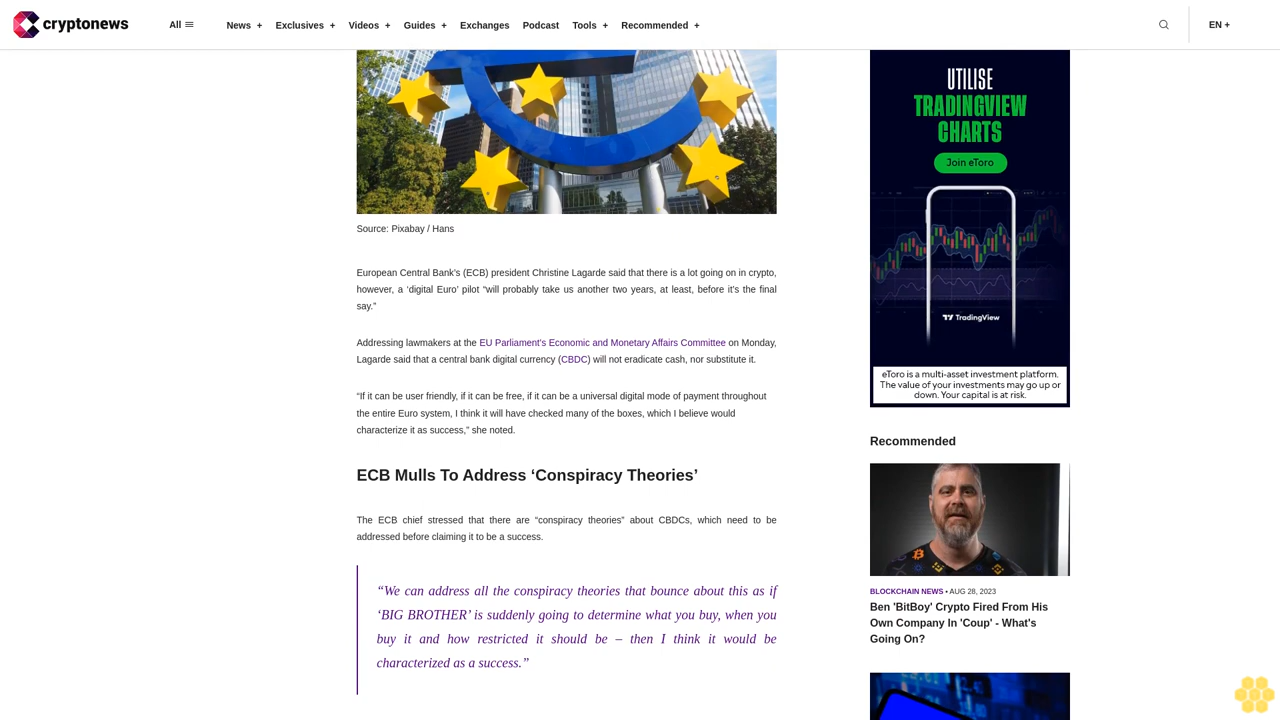 cryptonews
All
News +
Exclusives +
Videos +
Guides +
Exchanges
Podcast
Tools +
Recommended +
EN +
Source: Pixabay / Hans
European Central Bank’s (ECB) president Christine Lagarde said that there is a lot going on in crypto,
however, a ‘digital Euro’ pilot “will probably take us another two years, at least, before it’s the final
say.”
Addressing lawmakers at the EU Parliament’s Economic and Monetary Affairs Committee on Monday,
Lagarde said that a central bank digital currency (CBDC) will not eradicate cash, nor substitute it.
“If it can be user friendly, if it can be free, if it can be a universal digital mode of payment throughout
the entire Euro system, I think it will have checked many of the boxes, which I believe would
characterize it as success,” she noted.
ECB Mulls To Address ‘Conspiracy Theories’
The ECB chief stressed that there are “conspiracy theories” about CBDCs, which need to be
addressed before claiming it to be a success.
“We can address all the conspiracy theories that bounce about this as if
‘BIG BROTHER’ is suddenly going to determine what you buy, when you
buy it and how restricted it should be – then I think it would be
characterized as a success.”
UTILISE
TRADINGVIEW
CHARTS
Join eToro
TradingView
eToro is a multi-asset investment platform.
The value of your investments may go up or
down. Your capital is at risk.
Recommended
BLOCKCHAIN NEWS • AUG 28, 2023
Ben 'BitBoy' Crypto Fired From His
Own Company In 'Coup' - What's
Going On?